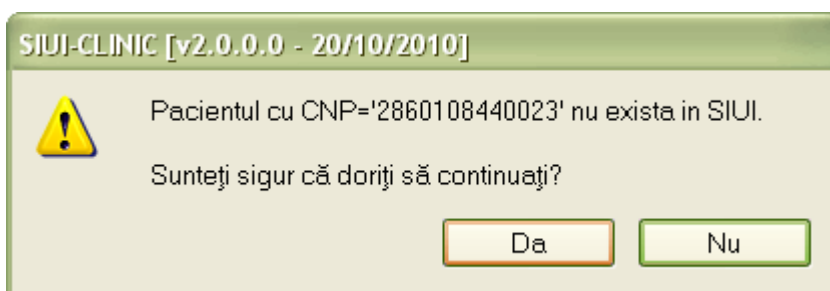 SIUI-CLINIC [v2.0.0.0 - 20/10/2010]
Pacientul cu CNP='2860108440023' nu exista in SIUI.
Sunteţi sigur că doriţi să continuaţi?
Da
Nu